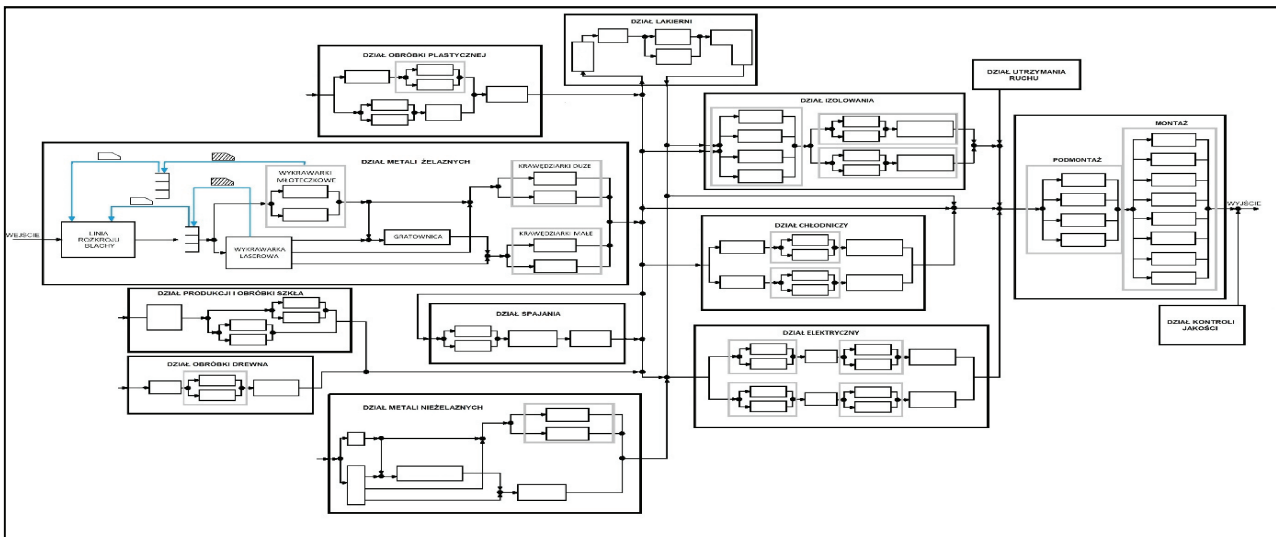 DZIAŁ LAKIERNI
DZIAŁ OBRÓBKI PLASTYCZNEJ
DZIAŁ UTRZYMANIA
RUCHU
DZIAŁ IZOLOWANIA
MONTAŻ
PODMONTAŻ
DZIAŁ METALI ŻELAZNYCH
WYKRAWARKI
MŁOTECZKOWE
KRAWĘDZIARKI DUŻE
WEJSCIE
LINIA
ROZKROJU
BLACHY
WYKRAWARKA
LASEROWA
GRATOWNICA
KRAWĘDZIARKI MAŁE
WYJŚCIE
DZIAŁ CHŁODNICZY
DZIAŁ PRODUKCJI I OBRÓBKI SZKŁA
DZIAŁ SPAJANIA
DZIAŁ KONTROLI
JAKOŚCI
DZIAŁ ELEKTRYCZNY
DZIAŁ OBRÓBKI DREWNA
DZIAŁ METALI NIEŻELAZNYCH